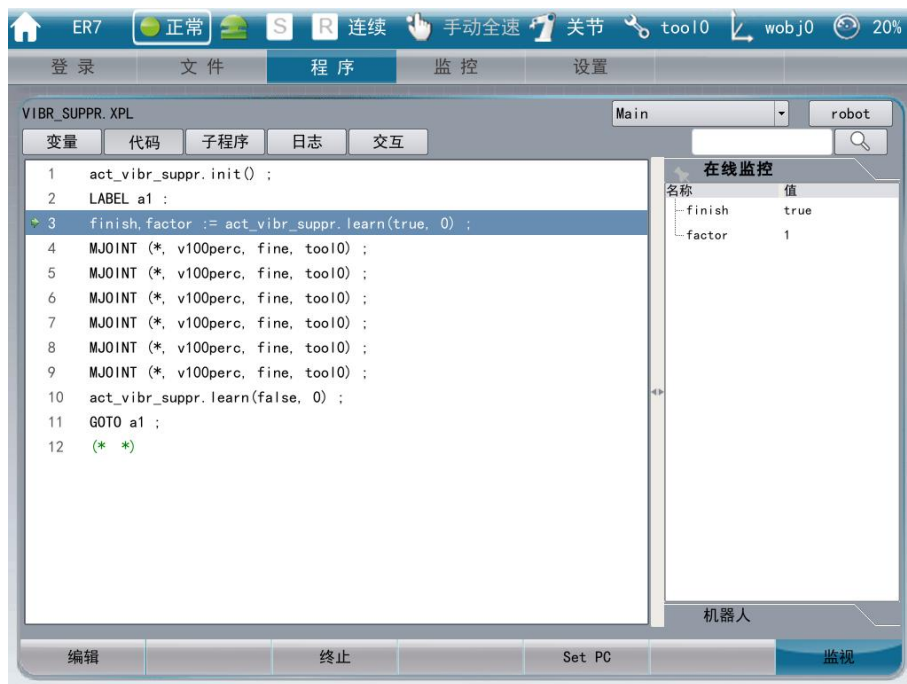 ER7 正常 S R 连续 手动全速 关节 tool0 wobj0 20%
登录 文件 程序 监控 设置
VIBR_SUPPR.XPL Main robot
变量 代码 子程序 日志 交互
在线监控
名称 值
finish true
factor 1
1 act_vibr_suppr.init() ;
2 LABEL a1 :
3 finish,factor := act_vibr_suppr.learn(true, 0) ;
4 MJOINT (*, v100perc, fine, tool0) ;
5 MJOINT (*, v100perc, fine, tool0) ;
6 MJOINT (*, v100perc, fine, tool0) ;
7 MJOINT (*, v100perc, fine, tool0) ;
8 MJOINT (*, v100perc, fine, tool0) ;
9 MJOINT (*, v100perc, fine, tool0) ;
10 act_vibr_suppr.learn(false, 0) ;
11 GOTO a1 ;
12 (* *)
机器人
编辑 终止 Set PC 监视